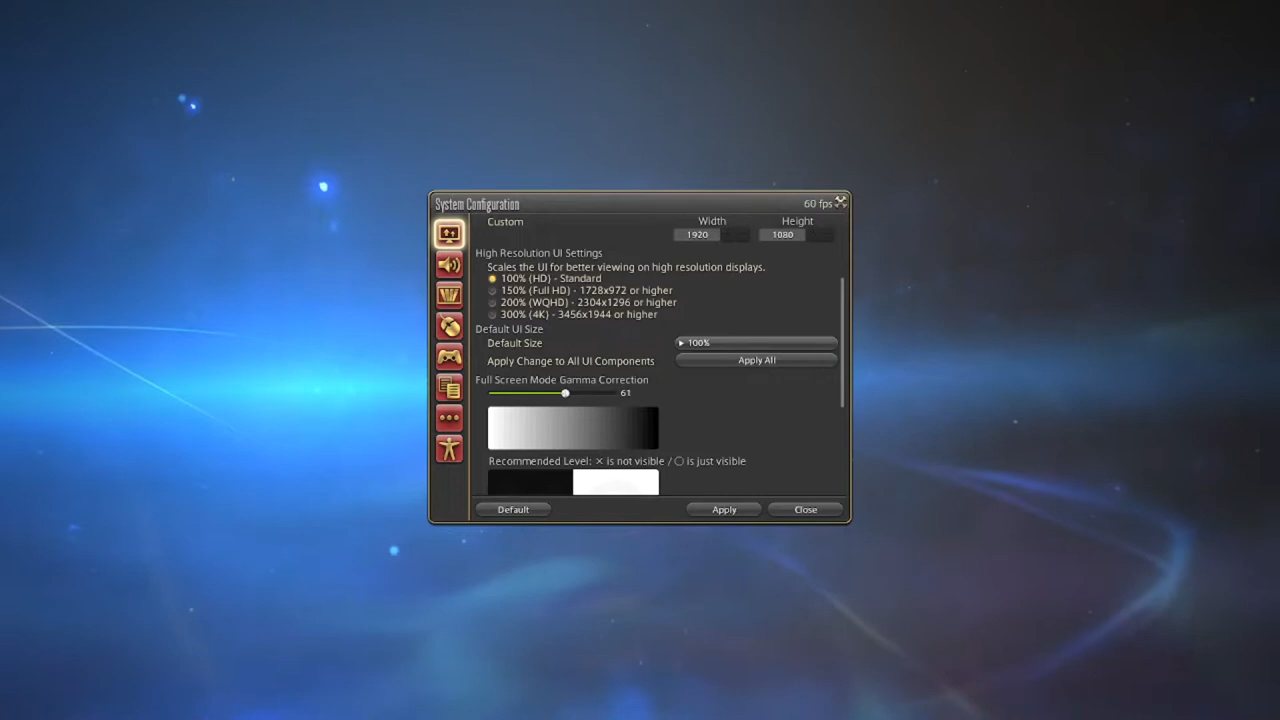 System Configuration
60 fps
Custom
Width
Height
1920
1080
High Resolution UI Settings
Scales the UI for better viewing on high resolution displays.
100% (HD) - Standard
150% (Full HD) - 1728x972 or higher
200% (WQHD) - 2304x1296 or higher
300% (4K) - 3456x1944 or higher
Default UI Size
Default Size
100%
Apply Change to All UI Components
Apply All
Full Screen Mode Gamma Correction
61
Recommended Level: ✕ is not visible / ○ is just visible
Default
Apply
Close